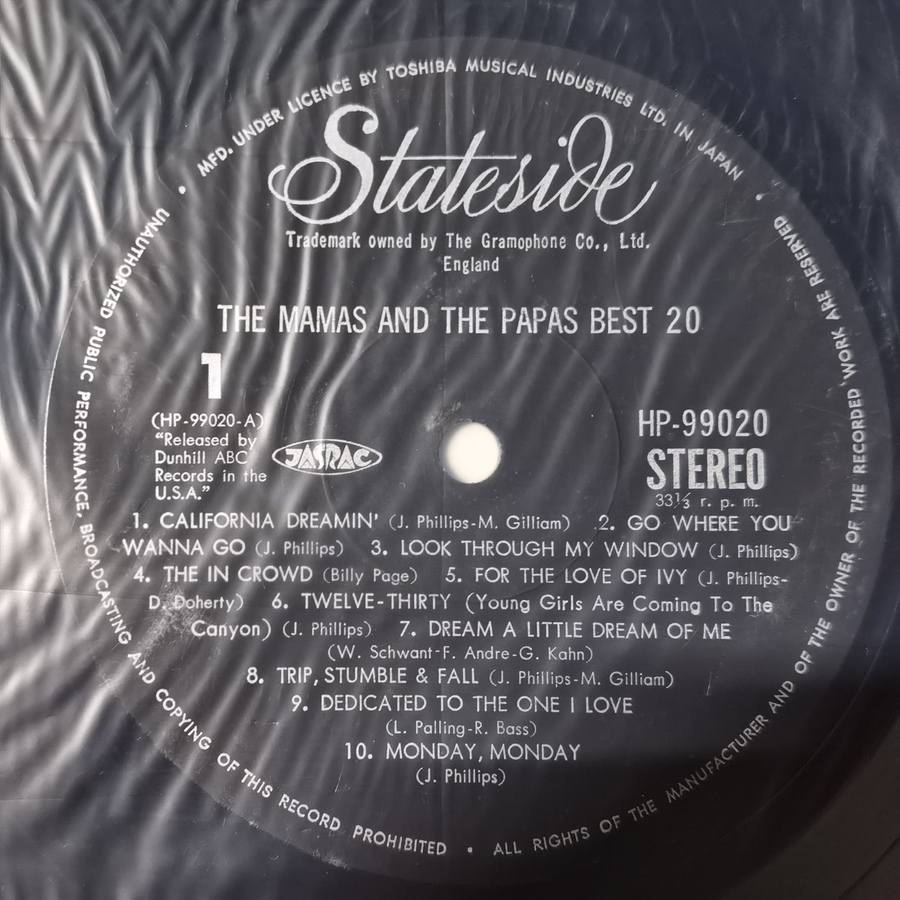 MFD. UNDER LICENCE BY TOSHIBA MUSICAL INDUSTRIES LTD. IN JAPAN
Stateside
Trademark owned by The Gramophone Co., Ltd.
England
THE MAMAS AND THE PAPAS BEST 20
1
(HP-99020-A)
“Released by
Dunhill ABC
Records in the
U.S.A.”
JASRAC
HP-99020
STEREO
33⅓ r. p. m.
1. CALIFORNIA DREAMIN' (J. Phillips-M. Gilliam) 2. GO WHERE YOU
WANNA GO (J. Phillips) 3. LOOK THROUGH MY WINDOW (J. Phillips)
4. THE IN CROWD (Billy Page) 5. FOR THE LOVE OF IVY (J. Phillips-
D. Doherty) 6. TWELVE-THIRTY (Young Girls Are Coming To The
Canyon) (J. Phillips) 7. DREAM A LITTLE DREAM OF ME
(W. Schwant-F. Andre-G. Kahn)
8. TRIP, STUMBLE & FALL (J. Phillips-M. Gilliam)
9. DEDICATED TO THE ONE I LOVE
(L. Palling-R. Bass)
10. MONDAY, MONDAY
(J. Phillips)
UNAUTHORIZED PUBLIC PERFORMANCE, BROADCASTING AND COPYING OF THIS RECORD PROHIBITED • ALL RIGHTS OF THE MANUFACTURER AND OF THE OWNER OF THE RECORDED WORK ARE RESERVED